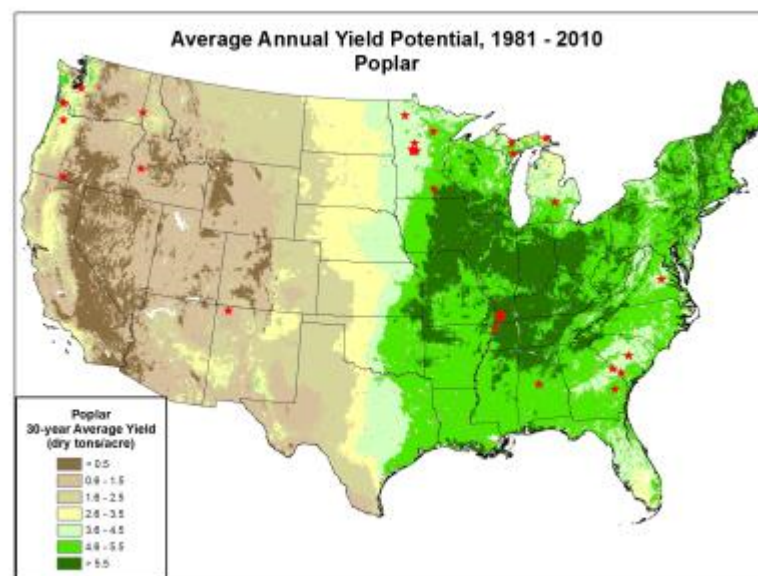 Average Annual Yield Potential, 1981 - 2010
Poplar
Poplar
30-year Average Yield
(dry tons/acre)
< 0.5
0.6 - 1.5
1.6 - 2.5
2.6 - 3.5
3.6 - 4.5
4.6 - 5.5
> 5.5